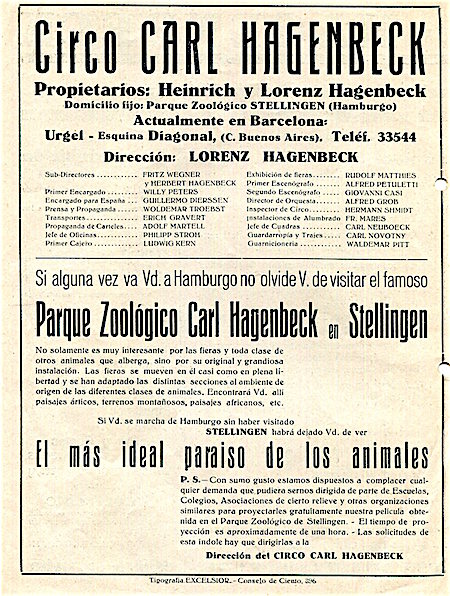 Circo CARL HAGENBECK
Propietarios: Heinrich y Lorenz Hagenbeck
Domicilio fijo: Parque Zoológico STELLINGEN (Hamburgo)
Actualmente en Barcelona:
Urgel - Esquina Diagonal, (C. Buenos Aires). Teléf. 33544
Dirección: LORENZ HAGENBECK
Sub-Directores FRITZ WEGNER
y HERBERT HAGENBECK
Primer Encargado WILLY PETERS
Encargado para España GUILLERMO DIERSSEN
Prensa y Propaganda WOLDEMAR TROEBST
Transportes ERICH GRAVERT
Propaganda de Carteles ADOLF MARTELL
Jefe de Oficinas PHILIPP STROH
Primer Cajero LUDWIG KERN
Exhibición de fieras RUDOLF MATTHIES
Primer Escenógrafo ALFRED PETULETTI
Segundo Escenógrafo GIOVANNI CASI
Director de Orquesta ALFRED GROB
Inspector de Circo HERMANN SHMIDT
Instalaciones de Alumbrado FR. MARES
Jefe de Cuadras CARL NEUBOECK
Guardarropía y Trajes CARL NOVOTNY
Guarnicionería WALDEMAR PITT
Si alguna vez va Vd. a Hamburgo no olvide V. de visitar el famoso
Parque Zoológico Carl Hagenbeck en Stellingen
No solamente es muy interesante por las fieras y toda clase de
otros animales que alberga, sino por su original y grandiosa
instalación. Las fieras se mueven en él casi como en plena li-
bertad y se han adaptado las distintas secciones al ambiente de
origen de las diferentes clases de animales. Encontrará Vd. allí
paisajes árticos, terrenos montañosos, paisajes africanos, etc.
Si Vd. se marcha de Hamburgo sin haber visitado
STELLINGEN habrá dejado Vd. de ver
El más ideal paraiso de los animales
P. S.—Con sumo gusto estamos dispuestos a complacer cual-
quier demanda que pudiera sernos dirigida de parte de Escuelas,
Colegios, Asociaciones de cierto relieve y otras organizaciones
similares para proyectarles gratuitamente nuestra película obte-
nida en el Parque Zoológico de Stellingen. - El tiempo de pro-
yección es aproximadamente de una hora. - Las solicitudes de
esta índole hay que dirigirlas a la
Dirección del CIRCO CARL HAGENBECK
Tipografía EXCELSIOR. - Consejo de Ciento, 286